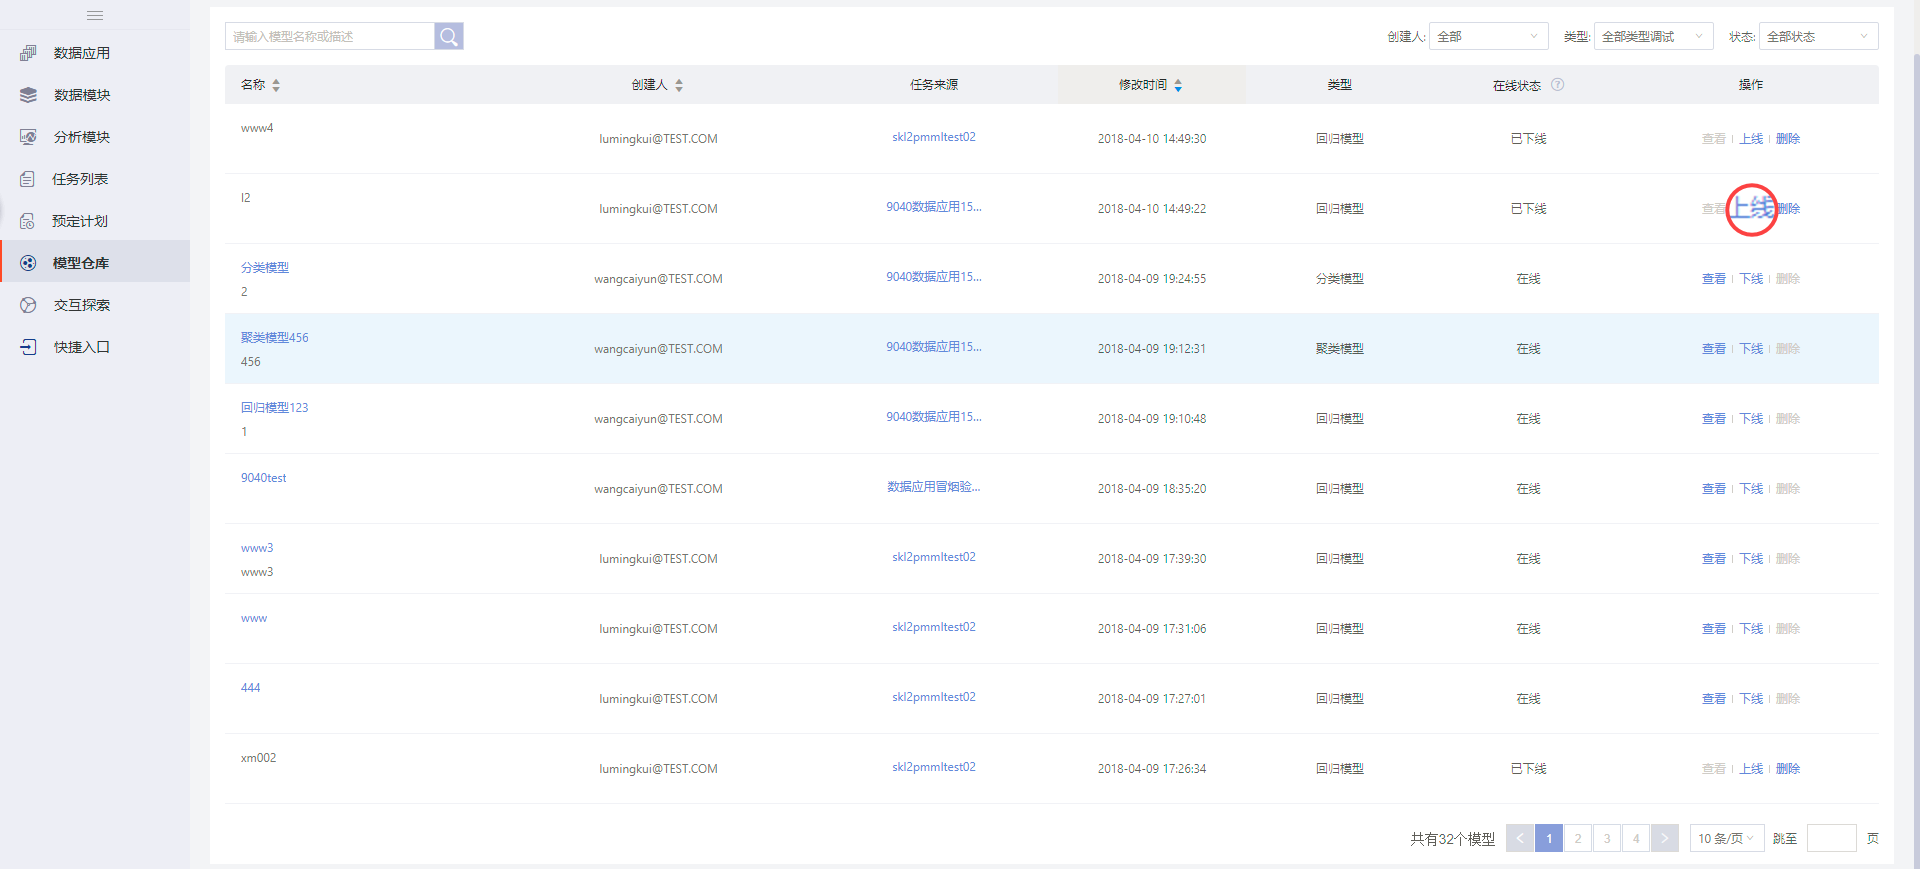 数据应用
数据模块
分析模块
任务列表
预定计划
模型仓库
交互探索
快捷入口
请输入模型名称或描述 创建人: 全部 类型: 全部类型调试 状态: 全部状态
名称 创建人 任务来源 修改时间 类型 在线状态 ? 操作
www4 lumingkui@TEST.COM skl2pmmltest02 2018-04-10 14:49:30 回归模型 已下线 查看 上线 删除
l2 lumingkui@TEST.COM 9040数据应用15... 2018-04-10 14:49:22 回归模型 已下线 查看 上线 删除
分类模型 wangcaiyun@TEST.COM 9040数据应用15... 2018-04-09 19:24:55 分类模型 在线 查看 下线 删除
2
聚类模型456 wangcaiyun@TEST.COM 9040数据应用15... 2018-04-09 19:12:31 聚类模型 在线 查看 下线 删除
456
回归模型123 wangcaiyun@TEST.COM 9040数据应用15... 2018-04-09 19:10:48 回归模型 在线 查看 下线 删除
1
9040test wangcaiyun@TEST.COM 数据应用冒烟验... 2018-04-09 18:35:20 回归模型 在线 查看 下线 删除
www3 lumingkui@TEST.COM skl2pmmltest02 2018-04-09 17:39:30 回归模型 在线 查看 下线 删除
www3
www lumingkui@TEST.COM skl2pmmltest02 2018-04-09 17:31:06 回归模型 在线 查看 下线 删除
444 lumingkui@TEST.COM skl2pmmltest02 2018-04-09 17:27:01 回归模型 在线 查看 下线 删除
xm002 lumingkui@TEST.COM skl2pmmltest02 2018-04-09 17:26:34 回归模型 已下线 查看 上线 删除
共有32个模型 < 1 2 3 4 > 10 条/页 跳至 页